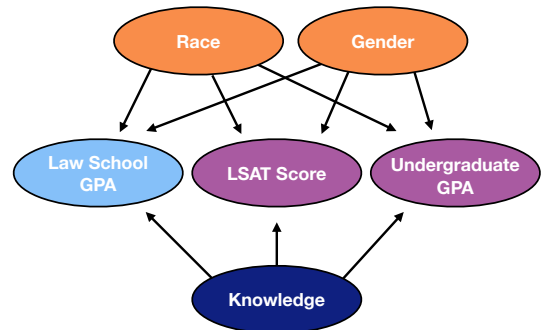 Race
Gender
Law School
GPA
LSAT Score
Undergraduate
GPA
Knowledge